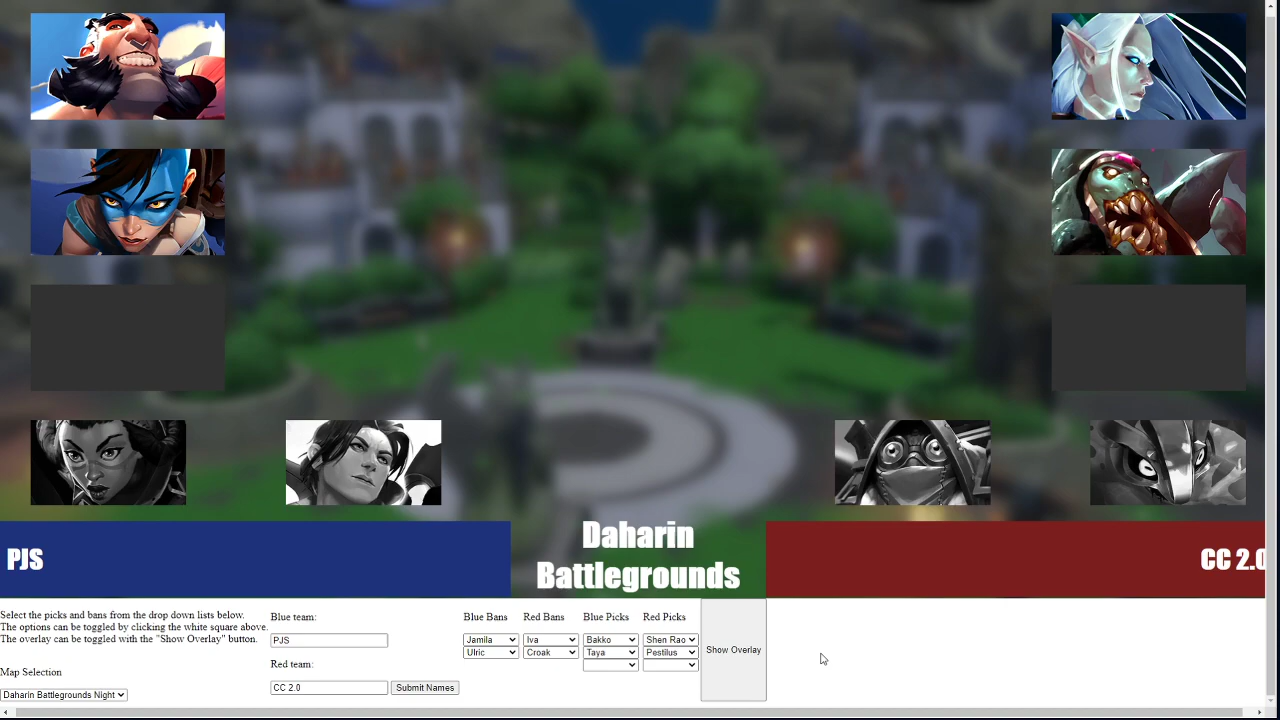 Daharin
Battlegrounds
PJS
CC 2.0
Select the picks and bans from the drop down lists below.
The options can be toggled by clicking the white square above.
The overlay can be toggled with the "Show Overlay" button.
Map Selection
Daharin Battlegrounds Night
Blue team:
PJS
Red team:
CC 2.0
Submit Names
Blue Bans Red Bans Blue Picks Red Picks
Jamila Iva Bakko Shen Rao
Ulric Croak Taya Pestilus
Show Overlay